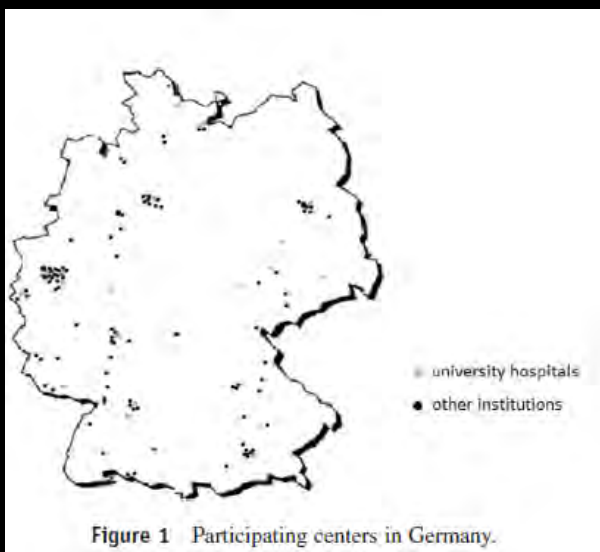 university hospitals
other institutions
Figure 1 Participating centers in Germany.